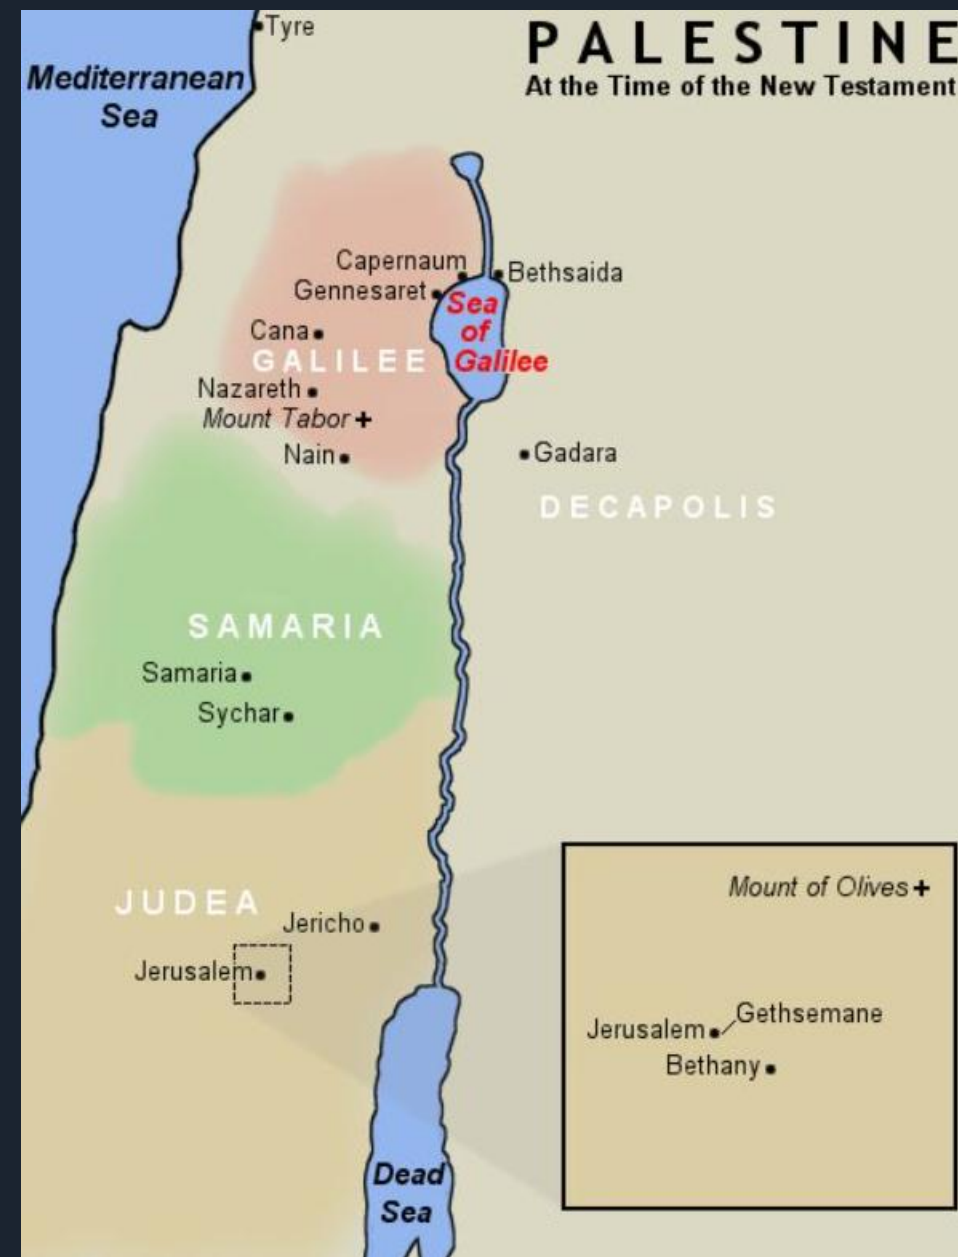 Tyre
PALESTINE
At the Time of the New Testament
Mediterranean
Sea
Capernaum
Bethsaida
Gennesaret
Sea
of
Galilee
Cana
GALILEE
Nazareth
Mount Tabor
Nain
Gadara
DECAPOLIS
SAMARIA
Samaria
Sychar
JUDEA
Jericho
Jerusalem
Mount of Olives
Gethsemane
Jerusalem
Bethany
Dead
Sea